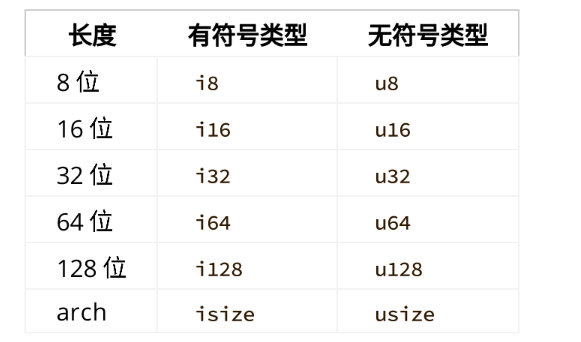 长度 有符号类型 无符号类型
8 位 i8 u8
16 位 i16 u16
32 位 i32 u32
64 位 i64 u64
128 位 i128 u128
arch isize usize